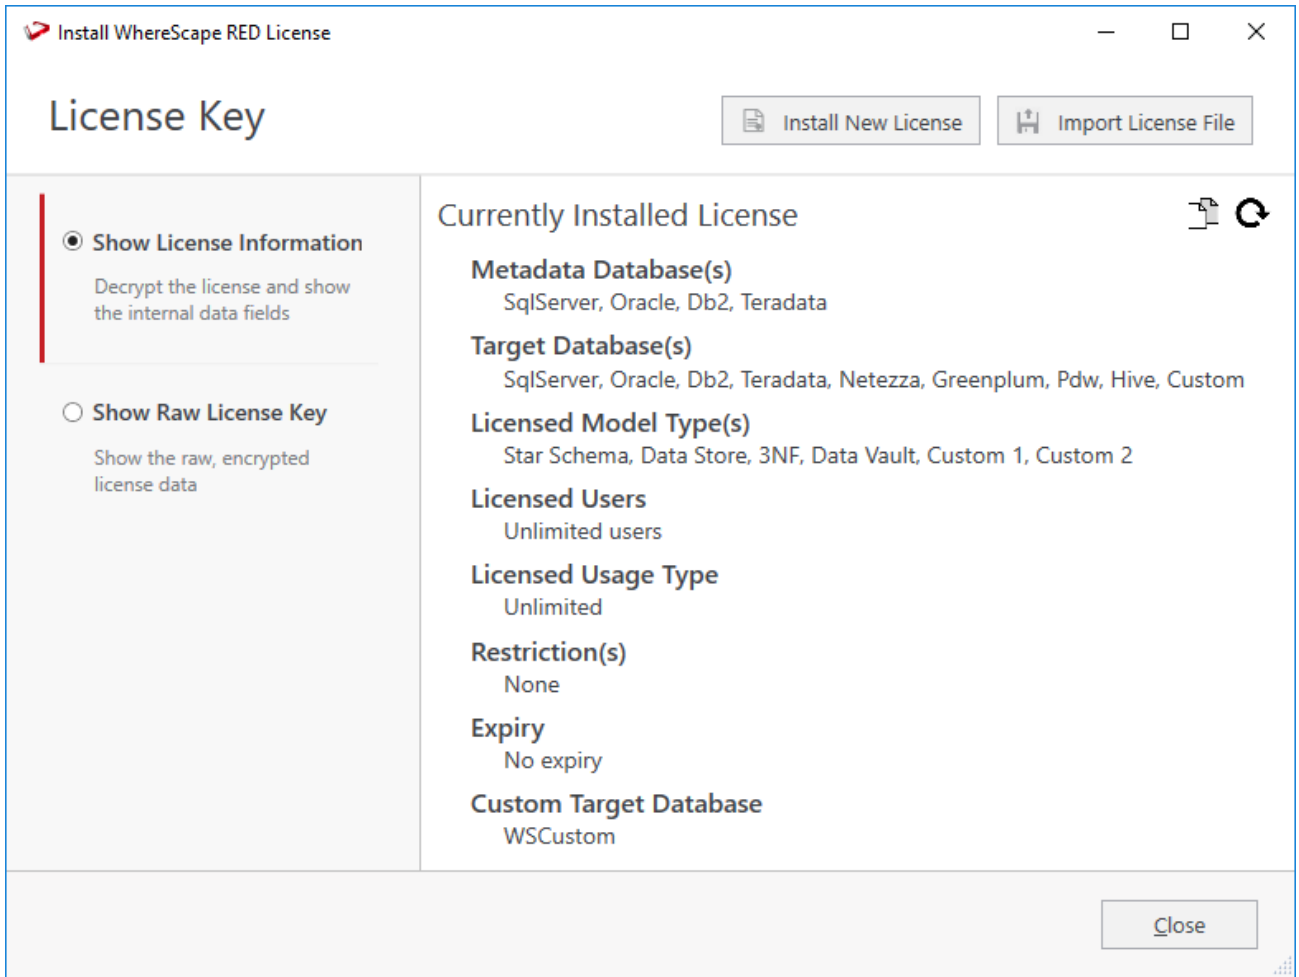 Install WhereScape RED License
License Key
Install New License
Import License File
Show License Information
Decrypt the license and show
the internal data fields
Show Raw License Key
Show the raw, encrypted
license data
Currently Installed License
Metadata Database(s)
SqlServer, Oracle, Db2, Teradata
Target Database(s)
SqlServer, Oracle, Db2, Teradata, Netezza, Greenplum, Pdw, Hive, Custom
Licensed Model Type(s)
Star Schema, Data Store, 3NF, Data Vault, Custom 1, Custom 2
Licensed Users
Unlimited users
Licensed Usage Type
Unlimited
Restriction(s)
None
Expiry
No expiry
Custom Target Database
WSCustom
Close